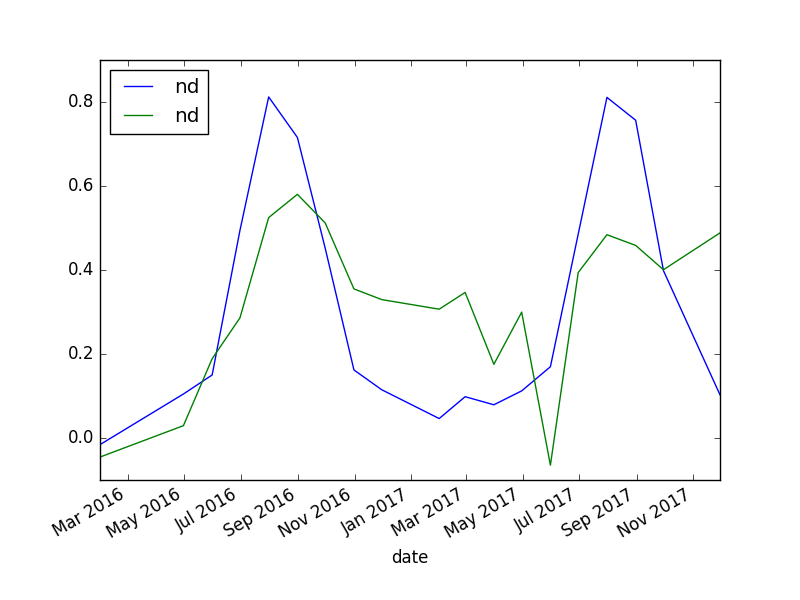 nd
nd
0.8
0.6
0.4
0.2
0.0
Mar 2016
May 2016
Jul 2016
Sep 2016
Nov 2016
Jan 2017
Mar 2017
May 2017
Jul 2017
Sep 2017
Nov 2017
date